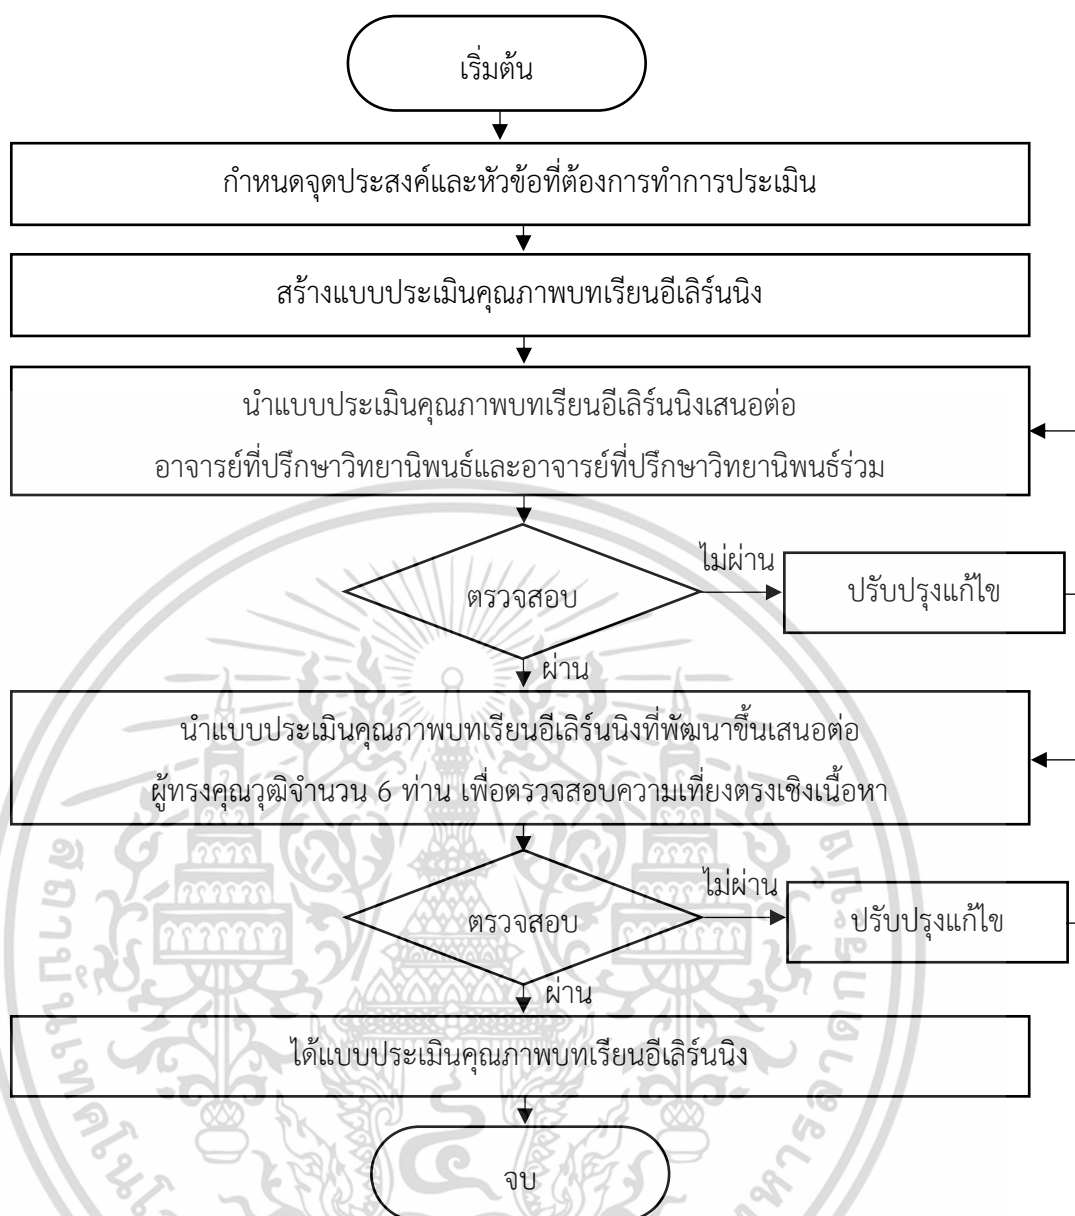 เริ่มต้น
กำหนดจุดประสงค์และหัวข้อที่ต้องการทำการประเมิน
สร้างแบบประเมินคุณภาพบทเรียนอีเลิร์นนิง
นำแบบประเมินคุณภาพบทเรียนอีเลิร์นนิงเสนอต่อ
อาจารย์ที่ปรึกษาวิทยานิพนธ์และอาจารย์ที่ปรึกษาวิทยานิพนธ์ร่วม
ไม่ผ่าน
ตรวจสอบ
ปรับปรุงแก้ไข
ผ่าน
นำแบบประเมินคุณภาพบทเรียนอีเลิร์นนิงที่พัฒนาขึ้นเสนอต่อ
ผู้ทรงคุณวุฒิจำนวน 6 ท่าน เพื่อตรวจสอบความเที่ยงตรงเชิงเนื้อหา
ไม่ผ่าน
ตรวจสอบ
ปรับปรุงแก้ไข
ผ่าน
ได้แบบประเมินคุณภาพบทเรียนอีเลิร์นนิง
จบ